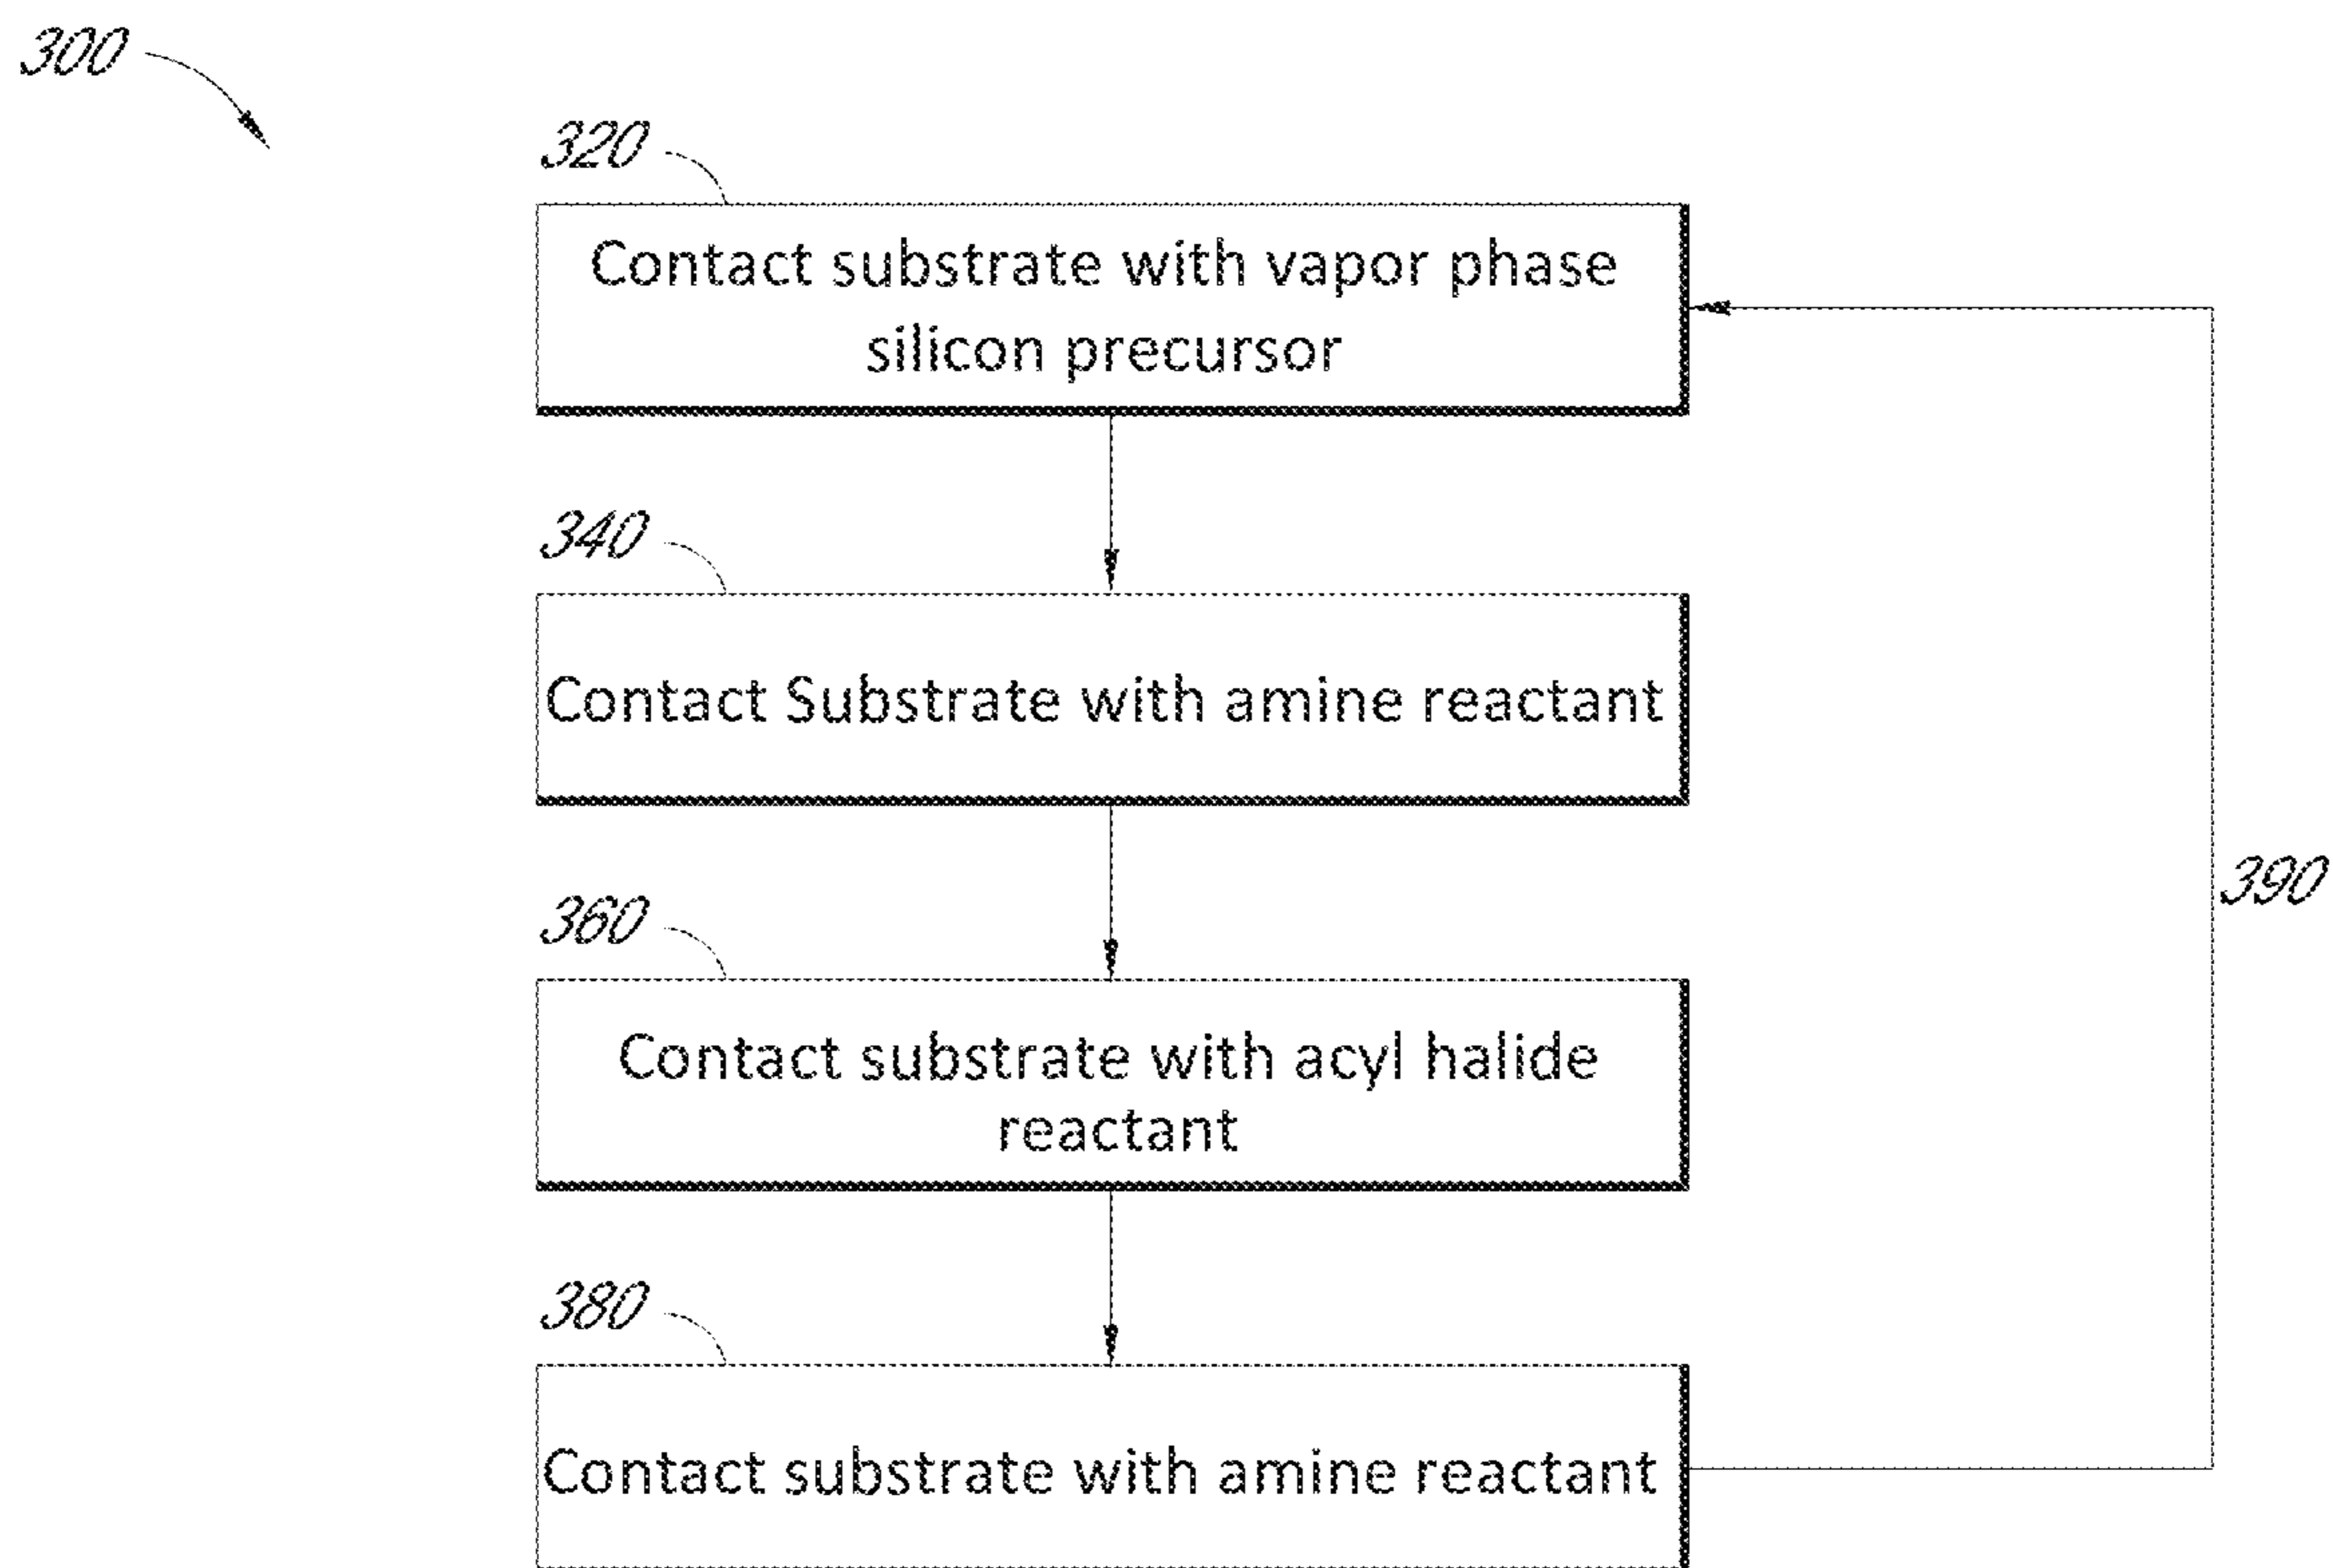 300
320
Contact substrate with vapor phase
silicon precursor
340
Contact Substrate with amine reactant
360
Contact substrate with acyl halide
reactant
390
380
Contact substrate with amine reactant